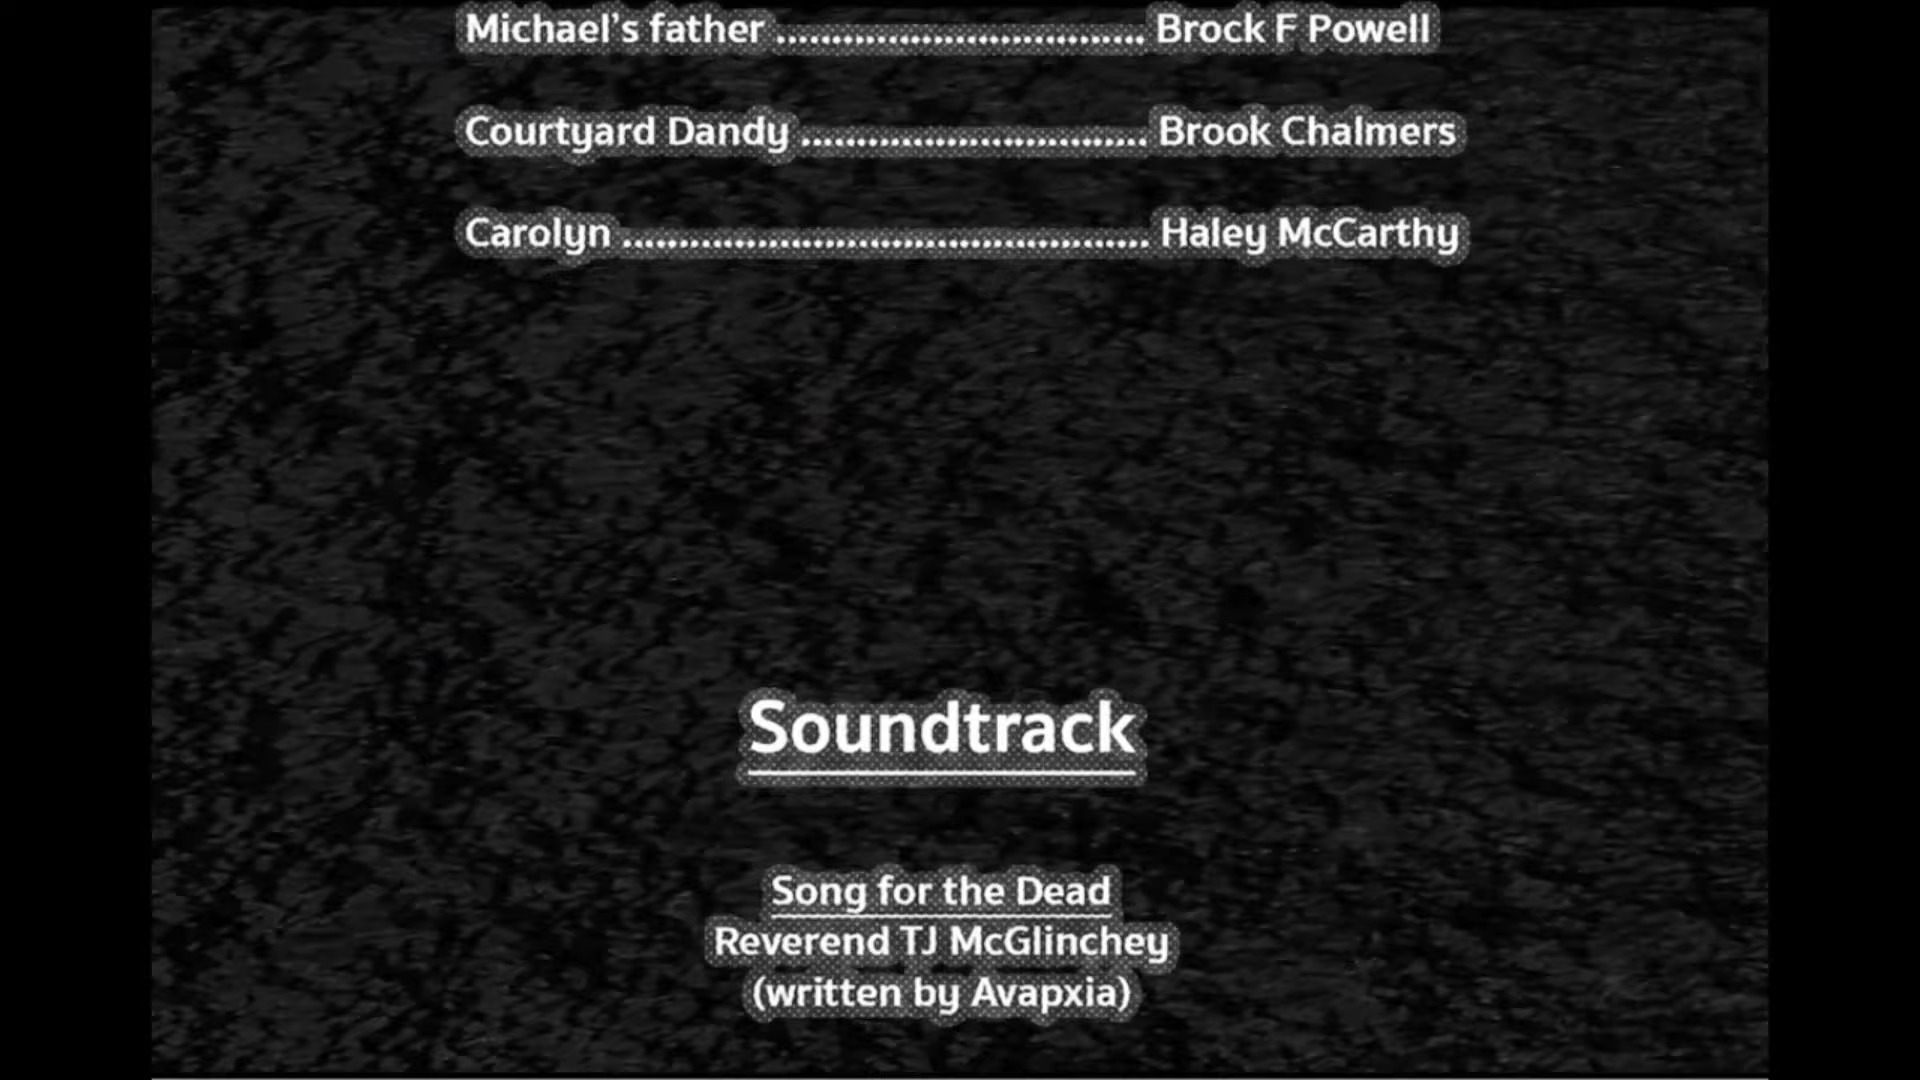 Michael's father ................................. Brock F Powell
Courtyard Dandy ............................... Brook Chalmers
Carolyn ............................................... Haley McCarthy
Soundtrack
Song for the Dead
Reverend TJ McGlinchey
(written by Avapxia)